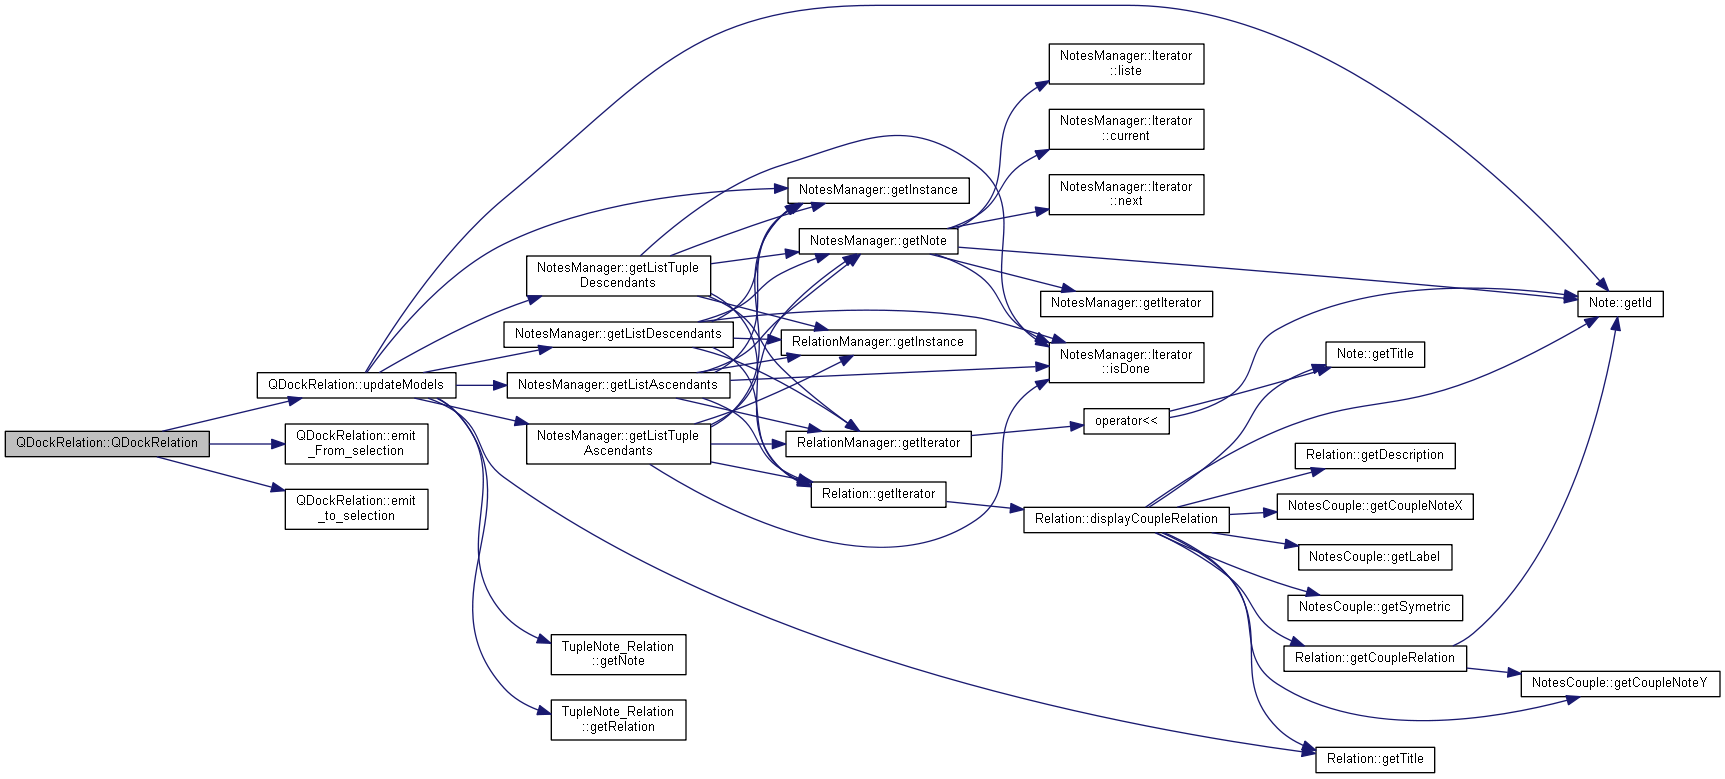 QDockRelation::QDockRelation
QDockRelation::updateModels
QDockRelation::emit
_From_selection
QDockRelation::emit
_to_selection
NotesManager::getListTuple
Descendants
NotesManager::getListDescendants
NotesManager::getListAscendants
NotesManager::getListTuple
Ascendants
TupleNote_Relation
::getNote
TupleNote_Relation
::getRelation
NotesManager::getInstance
NotesManager::getNote
RelationManager::getInstance
RelationManager::getIterator
Relation::getIterator
NotesManager::Iterator
::liste
NotesManager::Iterator
::current
NotesManager::Iterator
::next
NotesManager::getIterator
NotesManager::Iterator
::isDone
operator<<
Relation::displayCoupleRelation
Note::getId
Note::getTitle
Relation::getDescription
NotesCouple::getCoupleNoteX
NotesCouple::getLabel
NotesCouple::getSymetric
Relation::getCoupleRelation
NotesCouple::getCoupleNoteY
Relation::getTitle